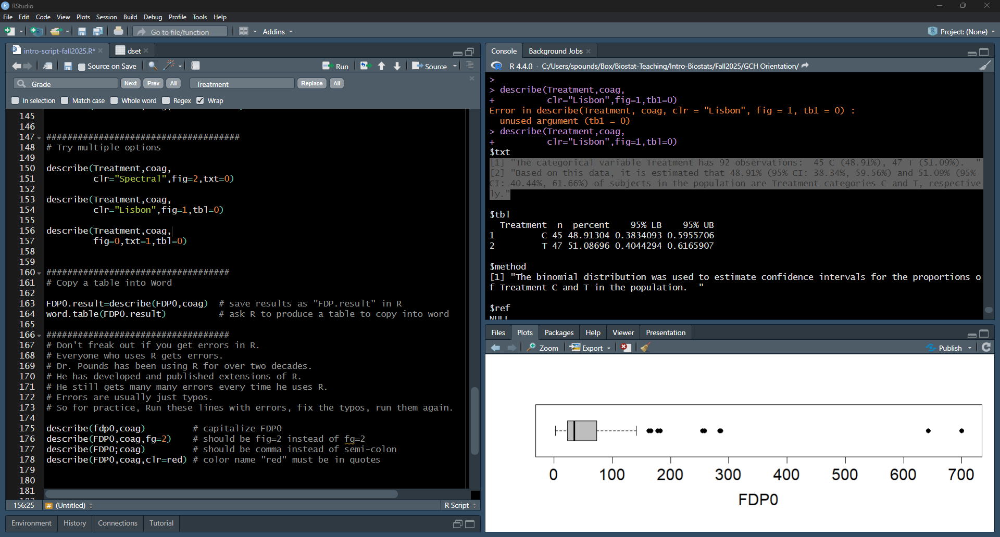 RStudio
File Edit Code View Plots Session Build Debug Profile Tools Help
Go to file/function Addins Project: (None)
intro-script-fall2025.R* dset
Source on Save Run Source
Grade Next Prev All Treatment Replace All
In selection Match case Whole word Regex Wrap
145
146
147 #####################################
148 # Try multiple options
149
150 describe(Treatment,coag,
151 clr="Spectral",fig=2,txt=0)
152
153 describe(Treatment,coag,
154 clr="Lisbon",fig=1,tbl=0)
155
156 describe(Treatment,coag,
157 fig=0,txt=1,tbl=0)
158
159
160 ###################################
161 # Copy a table into Word
162
163 FDP0.result=describe(FDP0,coag) # save results as "FDP.result" in R
164 word.table(FDP0.result) # ask R to produce a table to copy into word
165
166 ###################################
167 # Don't freak out if you get errors in R.
168 # Everyone who uses R gets errors.
169 # Dr. Pounds has been using R for over two decades.
170 # He has developed and published extensions of R.
171 # He still gets many many errors every time he uses R.
172 # Errors are usually just typos.
173 # So for practice, Run these lines with errors, fix the typos, run them again.
174
175 describe(fdp0,coag) # capitalize FDP0
176 describe(FDP0,coag,fg=2) # should be fig=2 instead of fg=2
177 describe(FDP0;coag) # should be comma instead of semi-colon
178 describe(FDP0,coag,clr=red) # color name "red" must be in quotes
179
180
181
156:25 # (Untitled) R Script
Environment History Connections Tutorial
Console Background Jobs
R 4.4.0 · C:/Users/spounds/Box/Biostat-Teaching/Intro-Biostats/Fall2025/GCH Orientation/
>
> describe(Treatment,coag,
+ clr="Lisbon",fig=1,tb1=0)
Error in describe(Treatment, coag, clr = "Lisbon", fig = 1, tb1 = 0) :
unused argument (tb1 = 0)
> describe(Treatment,coag,
+ clr="Lisbon",fig=1,tbl=0)
$txt
[1] "The categorical variable Treatment has 92 observations: 45 C (48.91%), 47 T (51.09%). "
[2] "Based on this data, it is estimated that 48.91% (95% CI: 38.34%, 59.56%) and 51.09% (95%
CI: 40.44%, 61.66%) of subjects in the population are Treatment categories C and T, respective
ly."
$tbl
Treatment n percent 95% LB 95% UB
1 C 45 48.91304 0.3834093 0.5955706
2 T 47 51.08696 0.4044294 0.6165907
$method
[1] "The binomial distribution was used to estimate confidence intervals for the proportions o
f Treatment C and T in the population. "
$ref
NULL
Files Plots Packages Help Viewer Presentation
Zoom Export Publish
0 100 200 300 400 500 600 700
FDP0